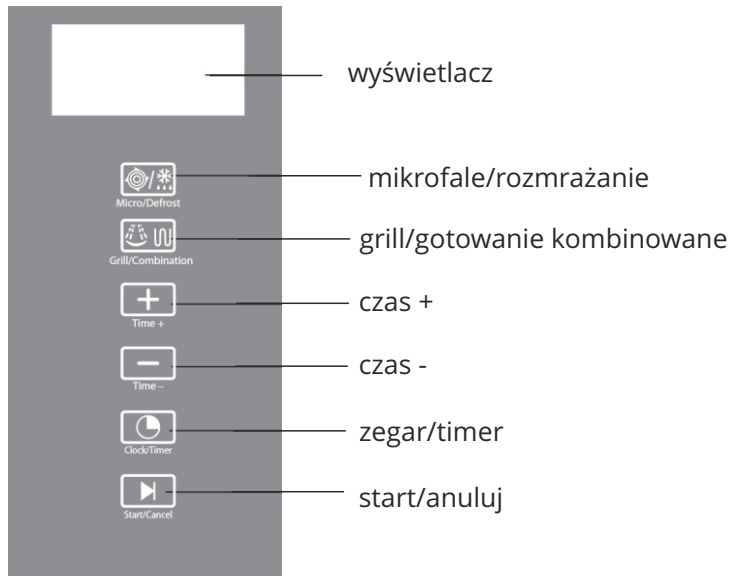 wyświetlacz
Micro/Defrost
mikrofale/rozmrażanie
Grill/Combination
grill/gotowanie kombinowane
Time +
czas +
Time –
czas -
Clock/Timer
zegar/timer
Start/Cancel
start/anuluj